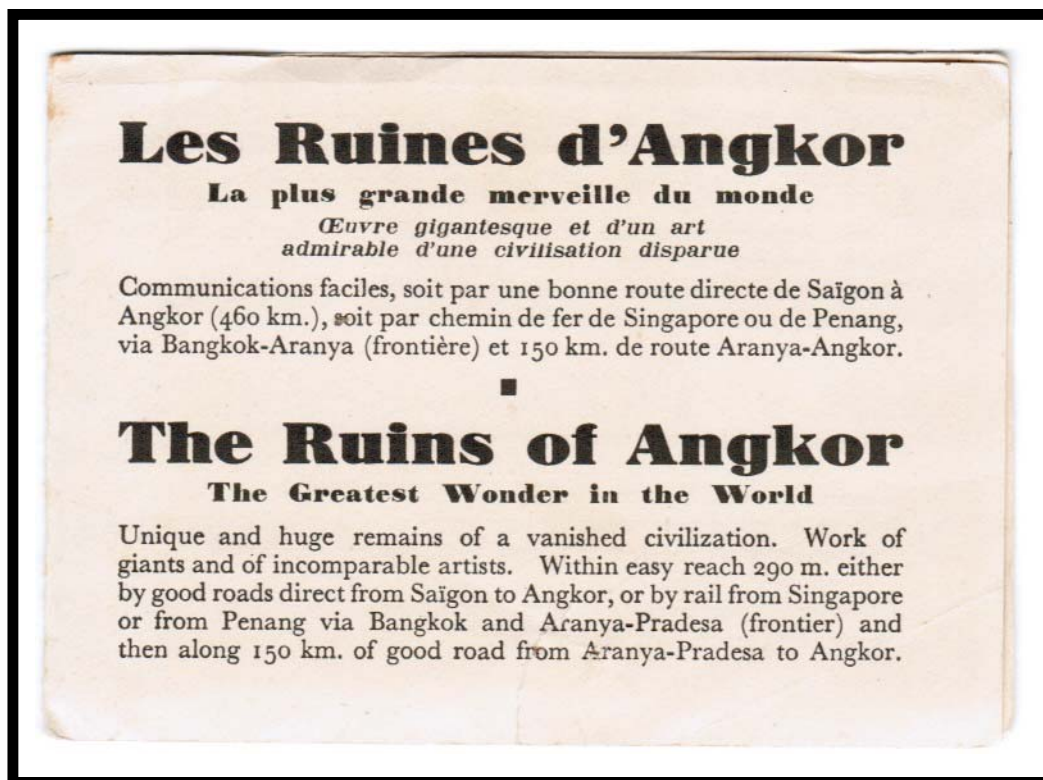 Les Ruines d'Angkor
La plus grande merveille du monde
Œuvre gigantesque et d'un art
admirable d'une civilisation disparue
Communications faciles, soit par une bonne route directe de Saïgon à
Angkor (460 km.), soit par chemin de fer de Singapore ou de Penang,
via Bangkok-Aranya (frontière) et 150 km. de route Aranya-Angkor.
The Ruins of Angkor
The Greatest Wonder in the World
Unique and huge remains of a vanished civilization. Work of
giants and of incomparable artists. Within easy reach 290 m. either
by good roads direct from Saïgon to Angkor, or by rail from Singapore
or from Penang via Bangkok and Aranya-Pradesa (frontier) and
then along 150 km. of good road from Aranya-Pradesa to Angkor.